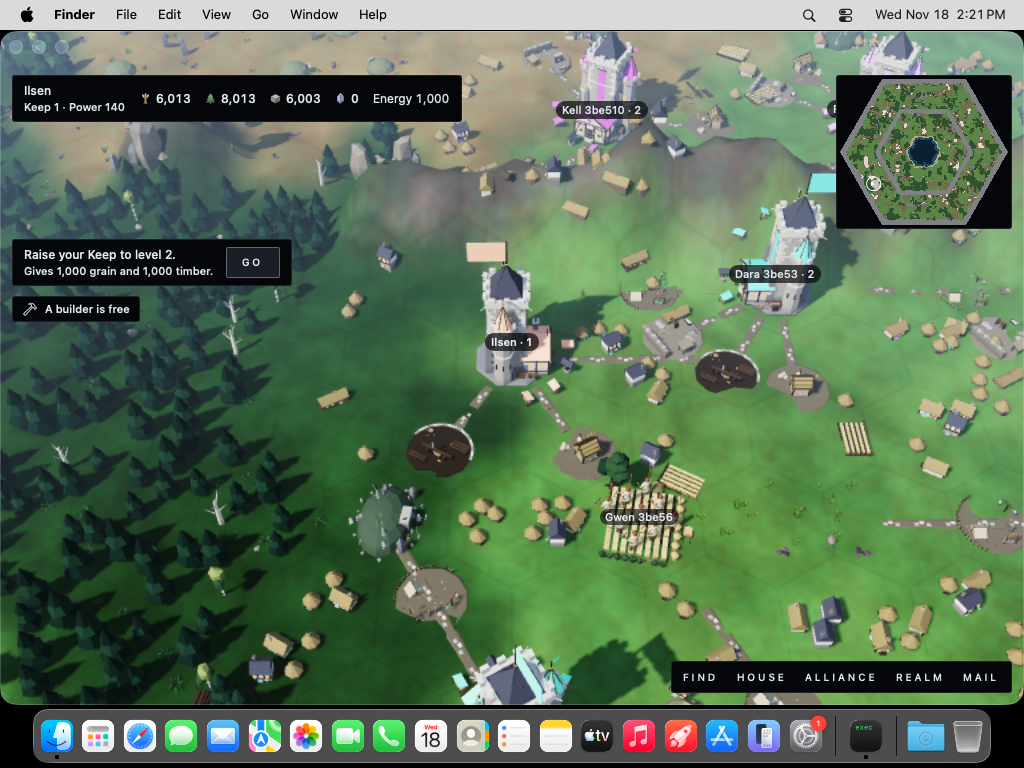 Finder File Edit View Go Window Help
Wed Nov 18 2:21 PM
Ilsen
Keep 1 · Power 140
6,013 8,013 6,003 0 Energy 1,000
Kell 3be510 · 2
Dara 3be53 · 2
Raise your Keep to level 2.
Gives 1,000 grain and 1,000 timber.
GO
A builder is free
Ilsen · 1
Gwen 3be56
FIND HOUSE ALLIANCE REALM MAIL
Wed
18
tv
1
exec